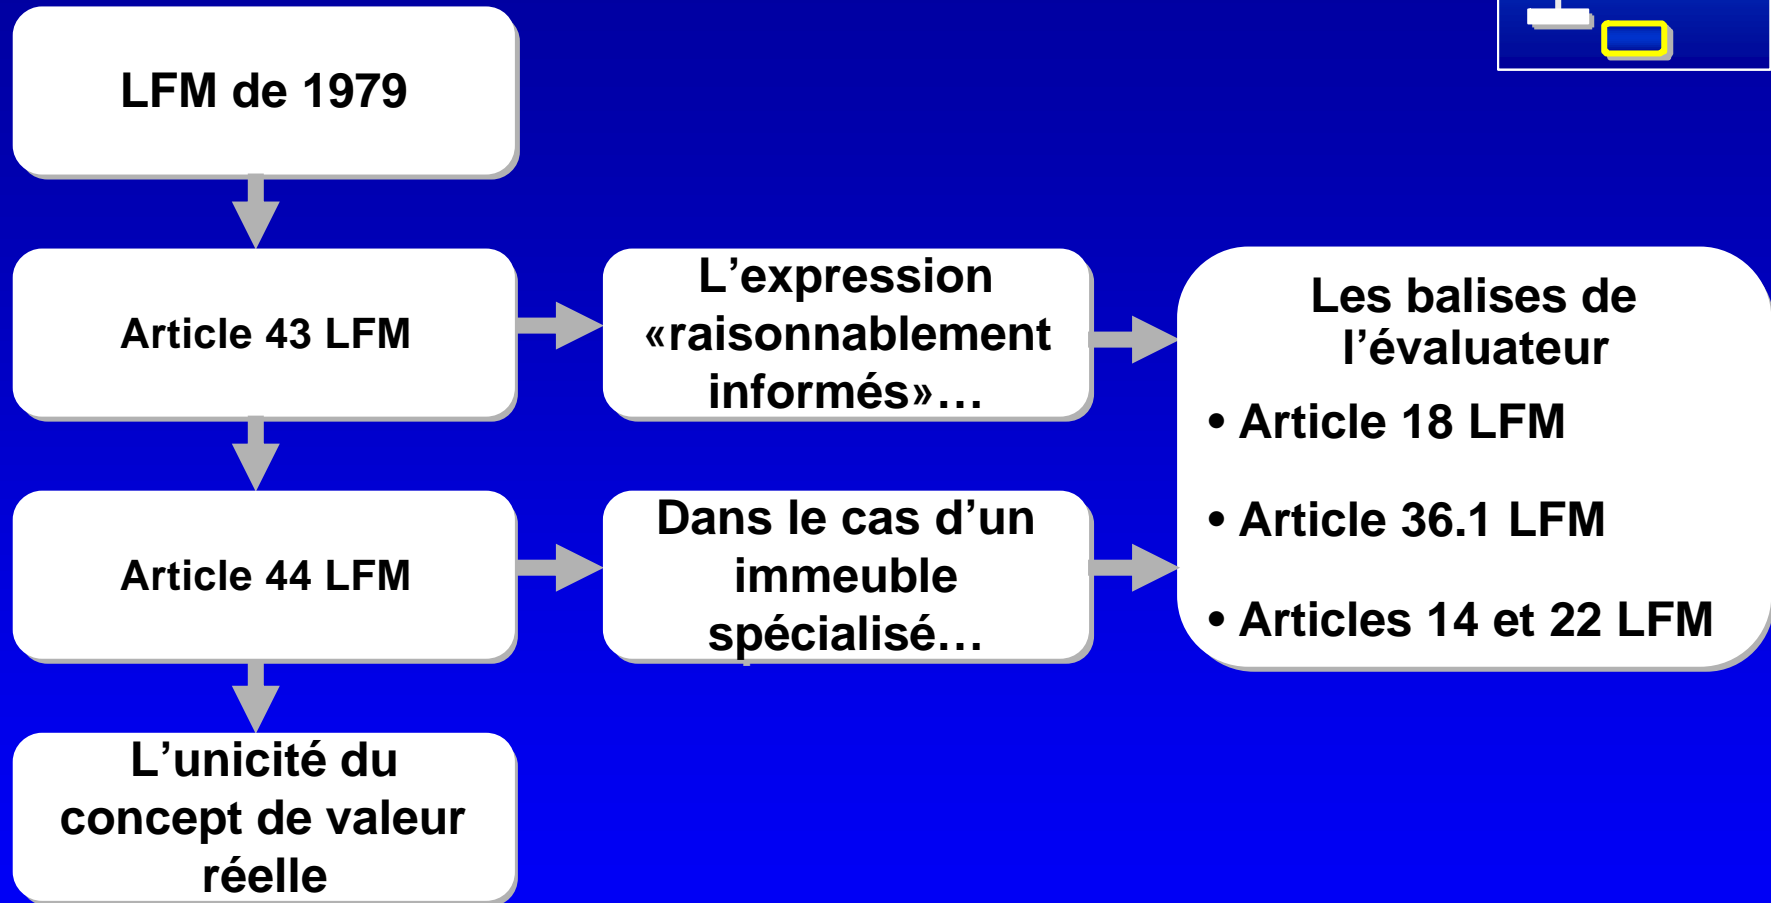 LFM de 1979
Article 43 LFM
L’expression
«raisonnablement
informés»…
Article 44 LFM
Dans le cas d’un
immeuble
spécialisé…
L’unicité du
concept de valeur
réelle
Les balises de
l’évaluateur
• Article 18 LFM
• Article 36.1 LFM
• Articles 14 et 22 LFM